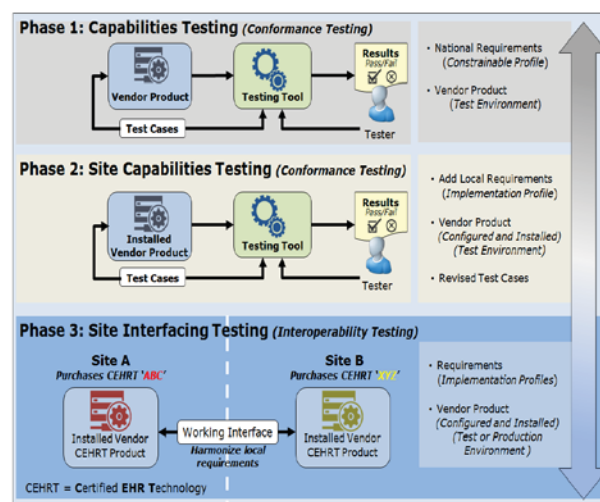 Phase 1: Capabilities Testing (Conformance Testing)
Vendor Product
Testing Tool
Results
Pass/Fail
Tester
Test Cases
· National Requirements
(Constrainable Profile)
· Vendor Product
(Test Environment)
Phase 2: Site Capabilities Testing (Conformance Testing)
Installed
Vendor Product
Testing Tool
Results
Pass/Fail
Tester
Test Cases
· Add Local Requirements
(Implementation Profile)
· Vendor Product
(Configured and Installed)
(Test Environment)
· Revised Test Cases
Phase 3: Site Interfacing Testing (Interoperability Testing)
Site A
Purchases CEHRT 'ABC'
Site B
Purchases CEHRT 'XYZ'
Installed Vendor
CEHRT Product
Working Interface
Harmonize local
requirements
Installed Vendor
CEHRT Product
· Requirements
(Implementation Profiles)
· Vendor Product
(Configured and Installed)
(Test or Production
Environment )
CEHRT = Certified EHR Technology